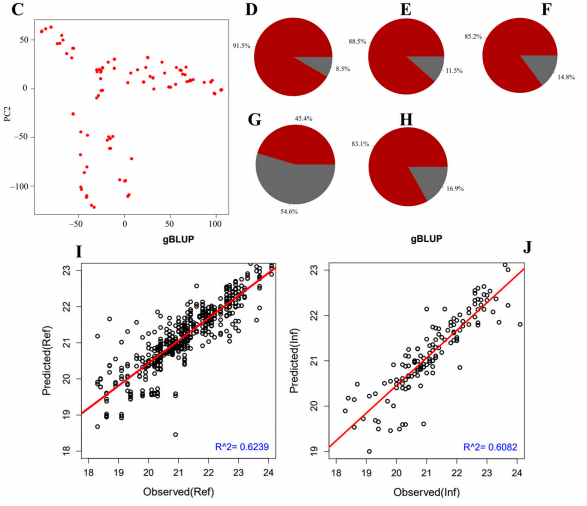 C
D
E
F
PC2
50
0
−50
−100
−50
0
50
100
91.5%
8.5%
88.5%
11.5%
85.2%
14.8%
G
H
45.4%
54.6%
83.1%
16.9%
I
gBLUP
Predicted(Ref)
23
22
21
20
19
18
R^2= 0.6239
18 19 20 21 22 23 24
Observed(Ref)
gBLUP
J
Predicted(Inf)
23
22
21
20
19
R^2= 0.6082
18 19 20 21 22 23 24
Observed(Inf)